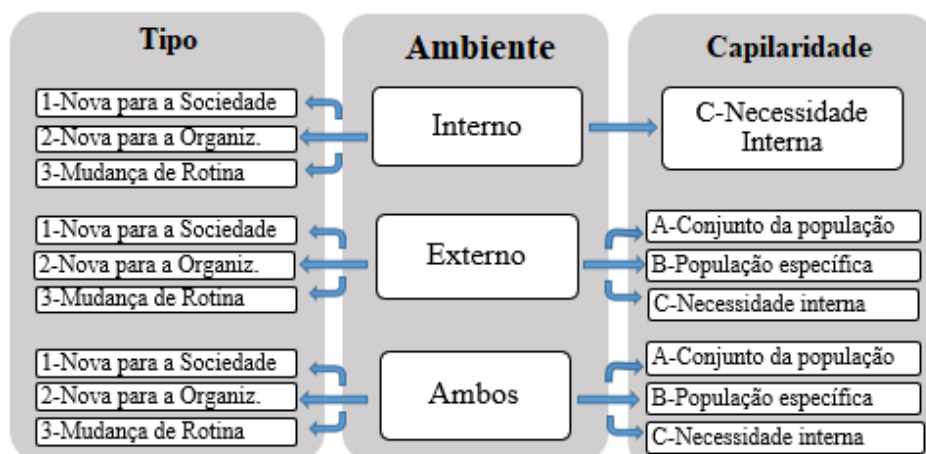 Tipo
Ambiente
Capilaridade
1-Nova para a Sociedade
2-Nova para a Organiz.
3-Mudança de Rotina
Interno
C-Necessidade
Interna
1-Nova para a Sociedade
2-Nova para a Organiz.
3-Mudança de Rotina
Externo
A-Conjunto da população
B-População específica
C-Necessidade interna
1-Nova para a Sociedade
2-Nova para a Organiz.
3-Mudança de Rotina
Ambos
A-Conjunto da população
B-População específica
C-Necessidade interna